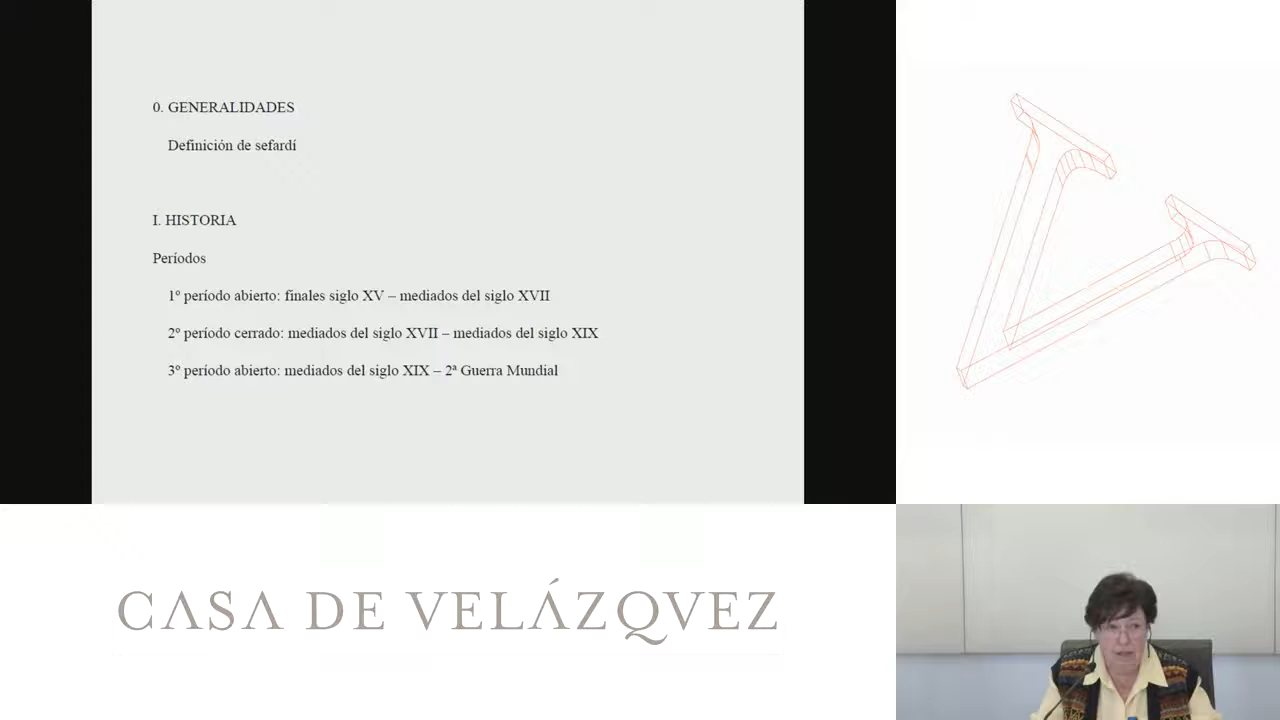 0. GENERALIDADES
Definición de sefardí
I. HISTORIA
Períodos
1º período abierto: finales siglo XV – mediados del siglo XVII
2º período cerrado: mediados del siglo XVII – mediados del siglo XIX
3º período abierto: mediados del siglo XIX – 2ª Guerra Mundial
CASA DE VELÁZQVEZ